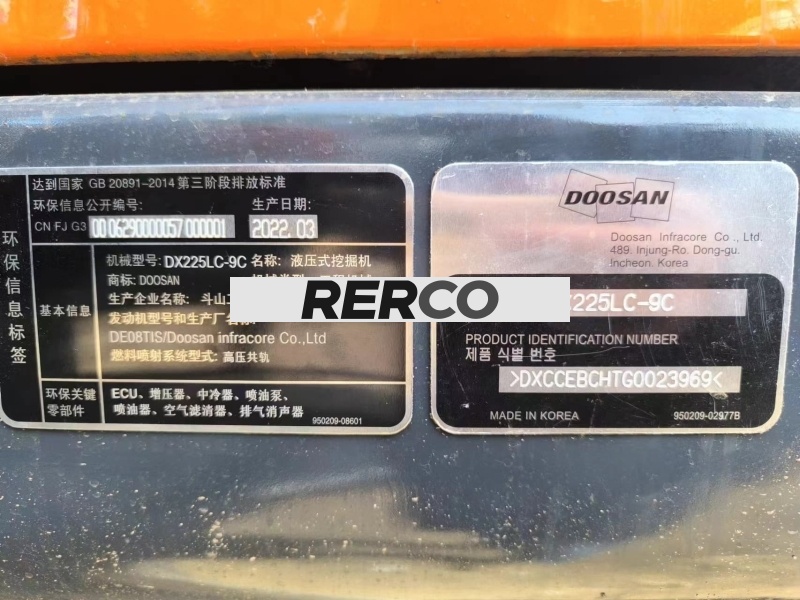 环保信息标签
达到国家 GB 20891-2014 第三阶段排放标准
环保信息公开编号:
生产日期:
CN FJ G3 00 0629000057 000001
2022.03
基本信息
机械型号: DX225LC-9C 名称: 液压式挖掘机
商标: DOOSAN
生产企业名称: 斗山
发动机型号和生产厂名称
DE08TIS/Doosan infracore Co.,Ltd
燃料喷射系统型式: 高压共轨
环保关键零部件
ECU、增压器、中冷器、喷油泵、
喷油器、空气滤清器、排气消声器
950209-08601
RERCO
DOOSAN
Doosan Infracore Co., Ltd.
489. Injung-Ro. Dong-gu.
Incheon. Korea
225LC-9C
PRODUCT IDENTIFICATION NUMBER
제품 식별 번호
>DXCCEBCHTG0023969<
MADE IN KOREA
950209-02977B